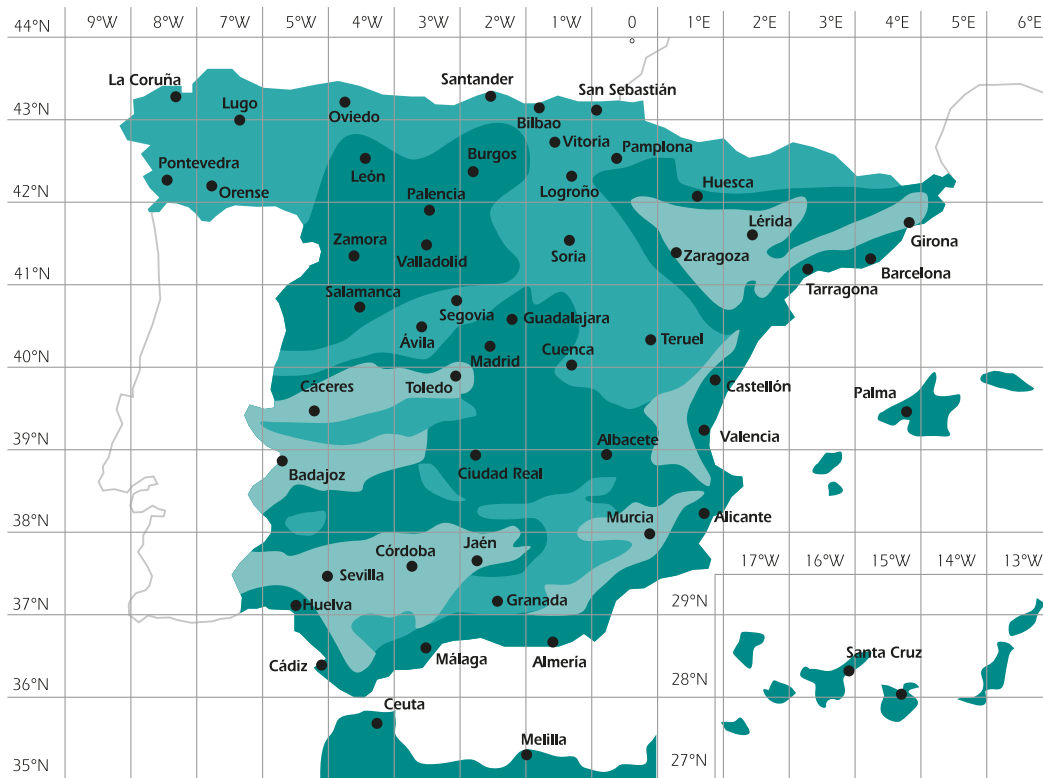 44°N 9°W 8°W 7°W 6°W 5°W 4°W 3°W 2°W 1°W 0 1°E 2°E 3°E 4°E 5°E 6°E
°
La Coruña
Santander
San Sebastián
Lugo
Oviedo
43°N
Bilbao
Vitoria
Pamplona
Burgos
Pontevedra
León
Huesca
Orense
Logroño
42°N
Palencia
Lérida
Zamora
Girona
Valladolid
Soria
Zaragoza
Barcelona
41°N
Tarragona
Salamanca
Segovia
Guadalajara
Ávila
Teruel
Cuenca
Madrid
40°N
Cáceres
Toledo
Castellón
Palma
Valencia
Albacete
39°N
Badajoz
Ciudad Real
Murcia
Alicante
38°N
Jaén
Córdoba
17°W 16°W 15°W 14°W 13°W
Sevilla
Huelva
Granada
29°N
37°N
Santa Cruz
Cádiz
Málaga
Almería
28°N
36°N
Ceuta
Melilla
27°N
35°N